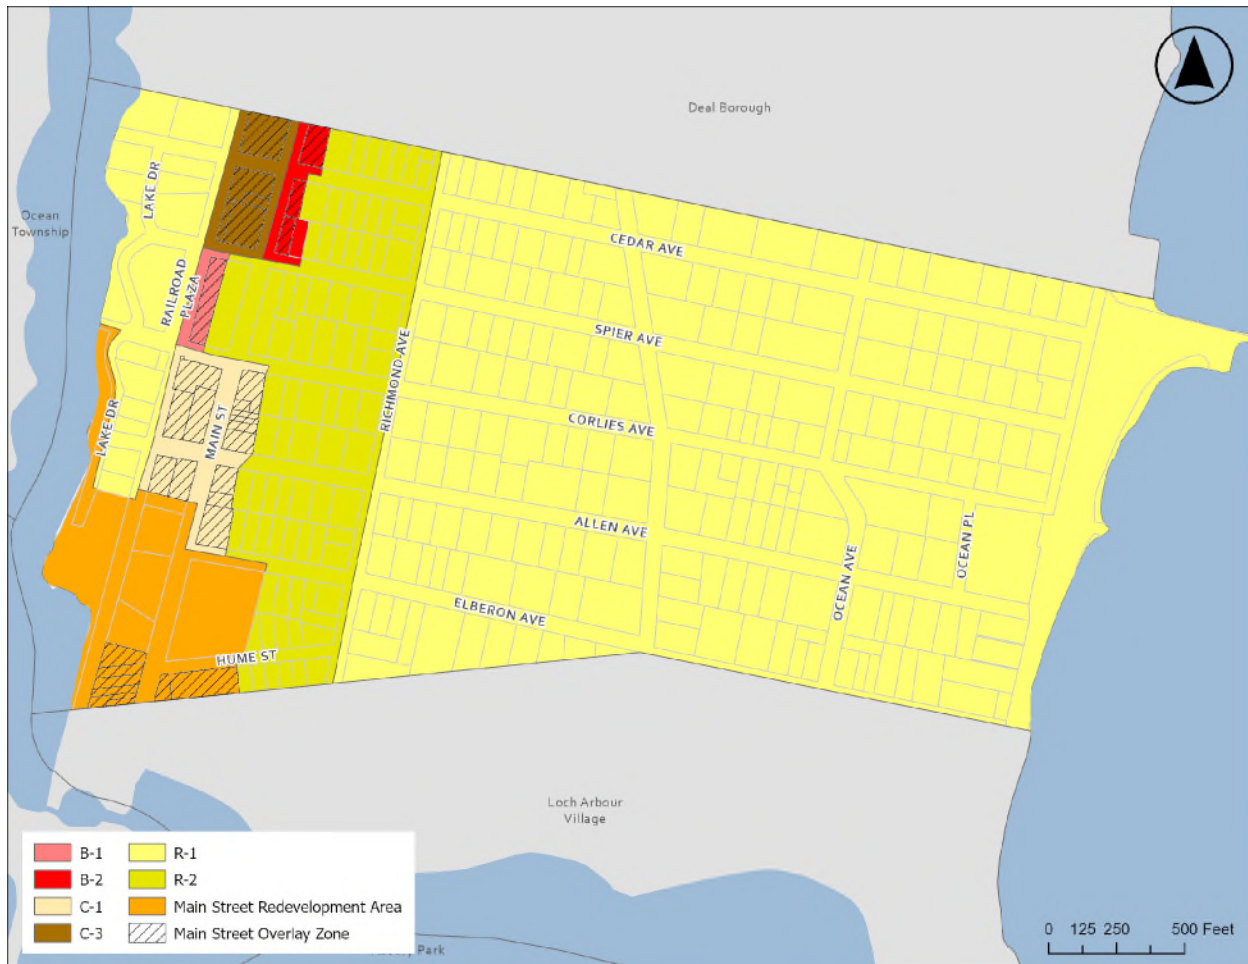 Deal Borough
LAKE DR
Ocean
Township
CEDAR AVE
RAILROAD
PLAZA
SPIER AVE
RICHMOND AVE
LAKE DR
MAIN ST
CORLIES AVE
ALLEN AVE
OCEAN PL
OCEAN AVE
ELBERON AVE
HUME ST
Loch Arbour
Village
B-1
R-1
B-2
R-2
C-1
Main Street Redevelopment Area
C-3
Main Street Overlay Zone
Park
0 125 250 500 Feet